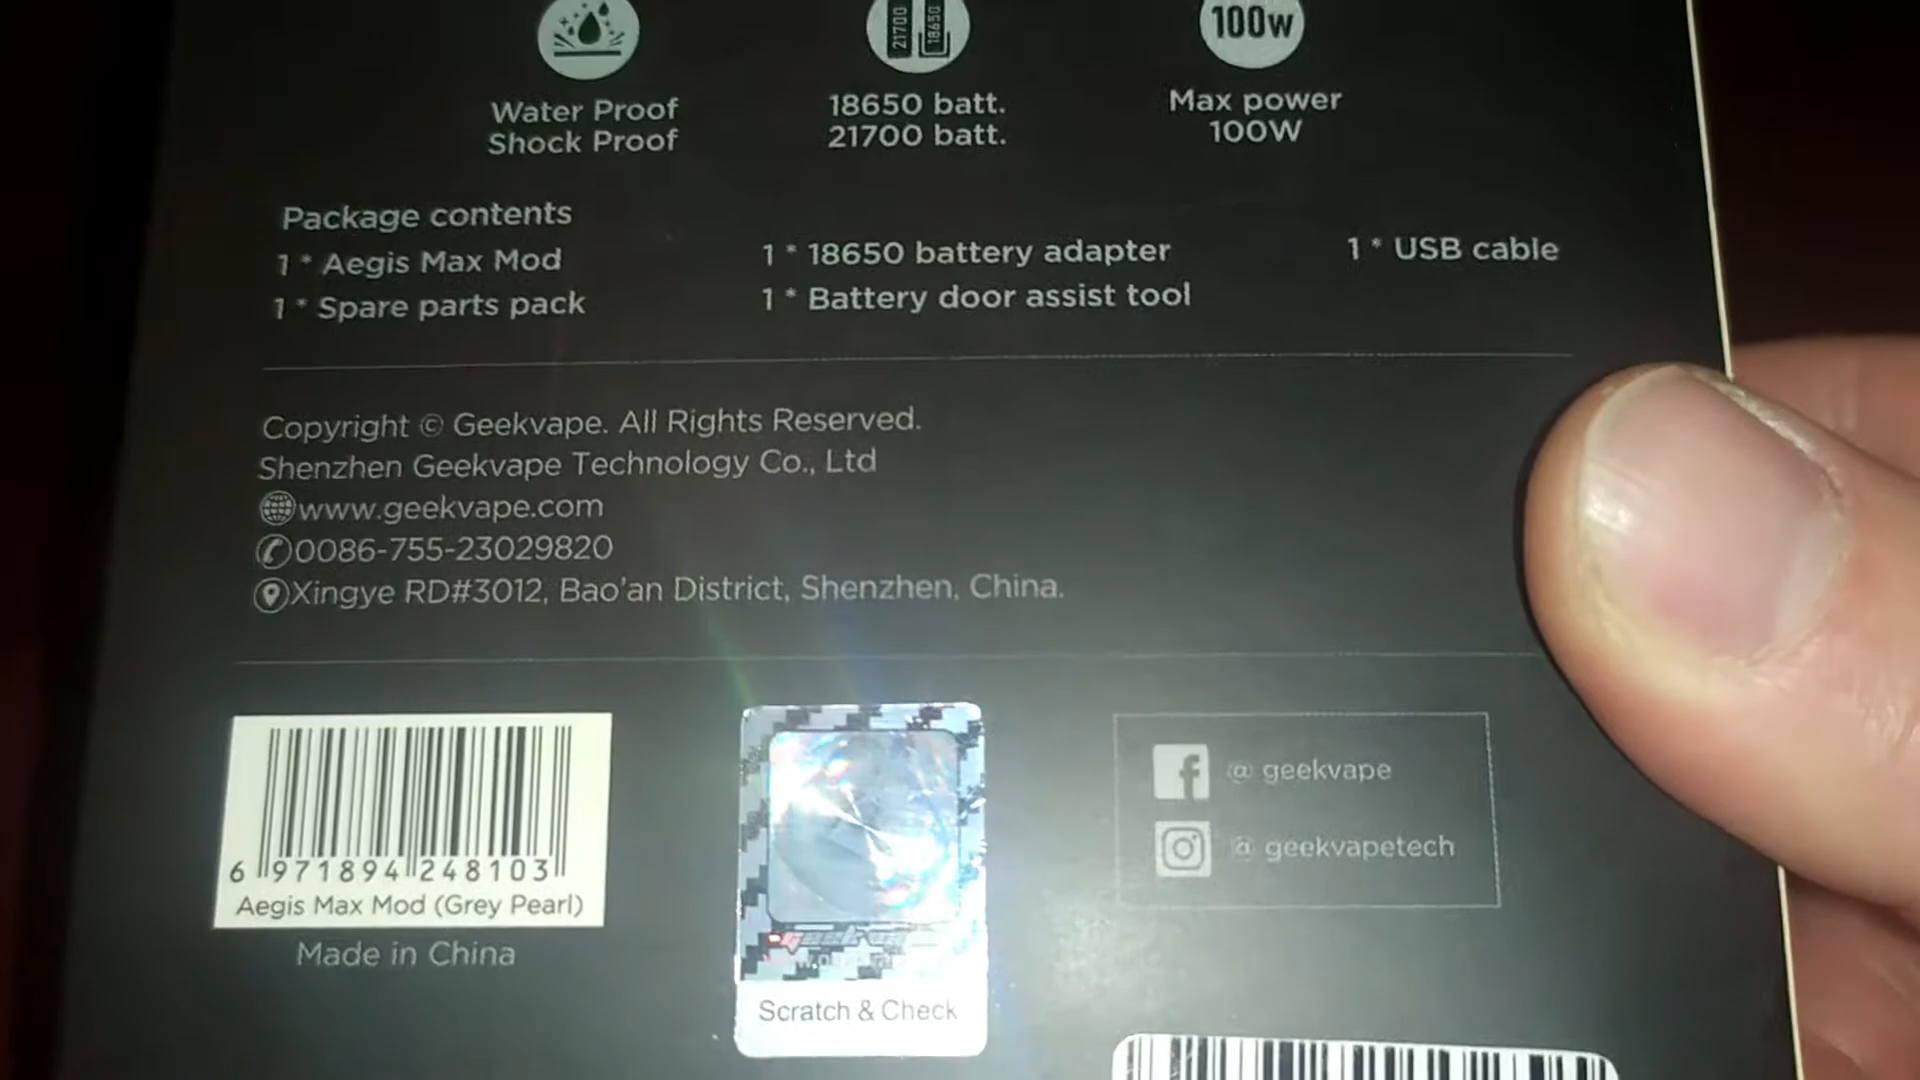 21700 18650 100w
Water Proof
Shock Proof
18650 batt.
21700 batt.
Max power
100W
Package contents
1 * Aegis Max Mod
1 * Spare parts pack
1 * 18650 battery adapter
1 * Battery door assist tool
1 * USB cable
Copyright © Geekvape. All Rights Reserved.
Shenzhen Geekvape Technology Co., Ltd
www.geekvape.com
0086-755-23029820
Xingye RD#3012, Bao'an District, Shenzhen, China.
6 971894 248103
Aegis Max Mod (Grey Pearl)
Made in China
Scratch & Check
@ geekvape
@ geekvapetech